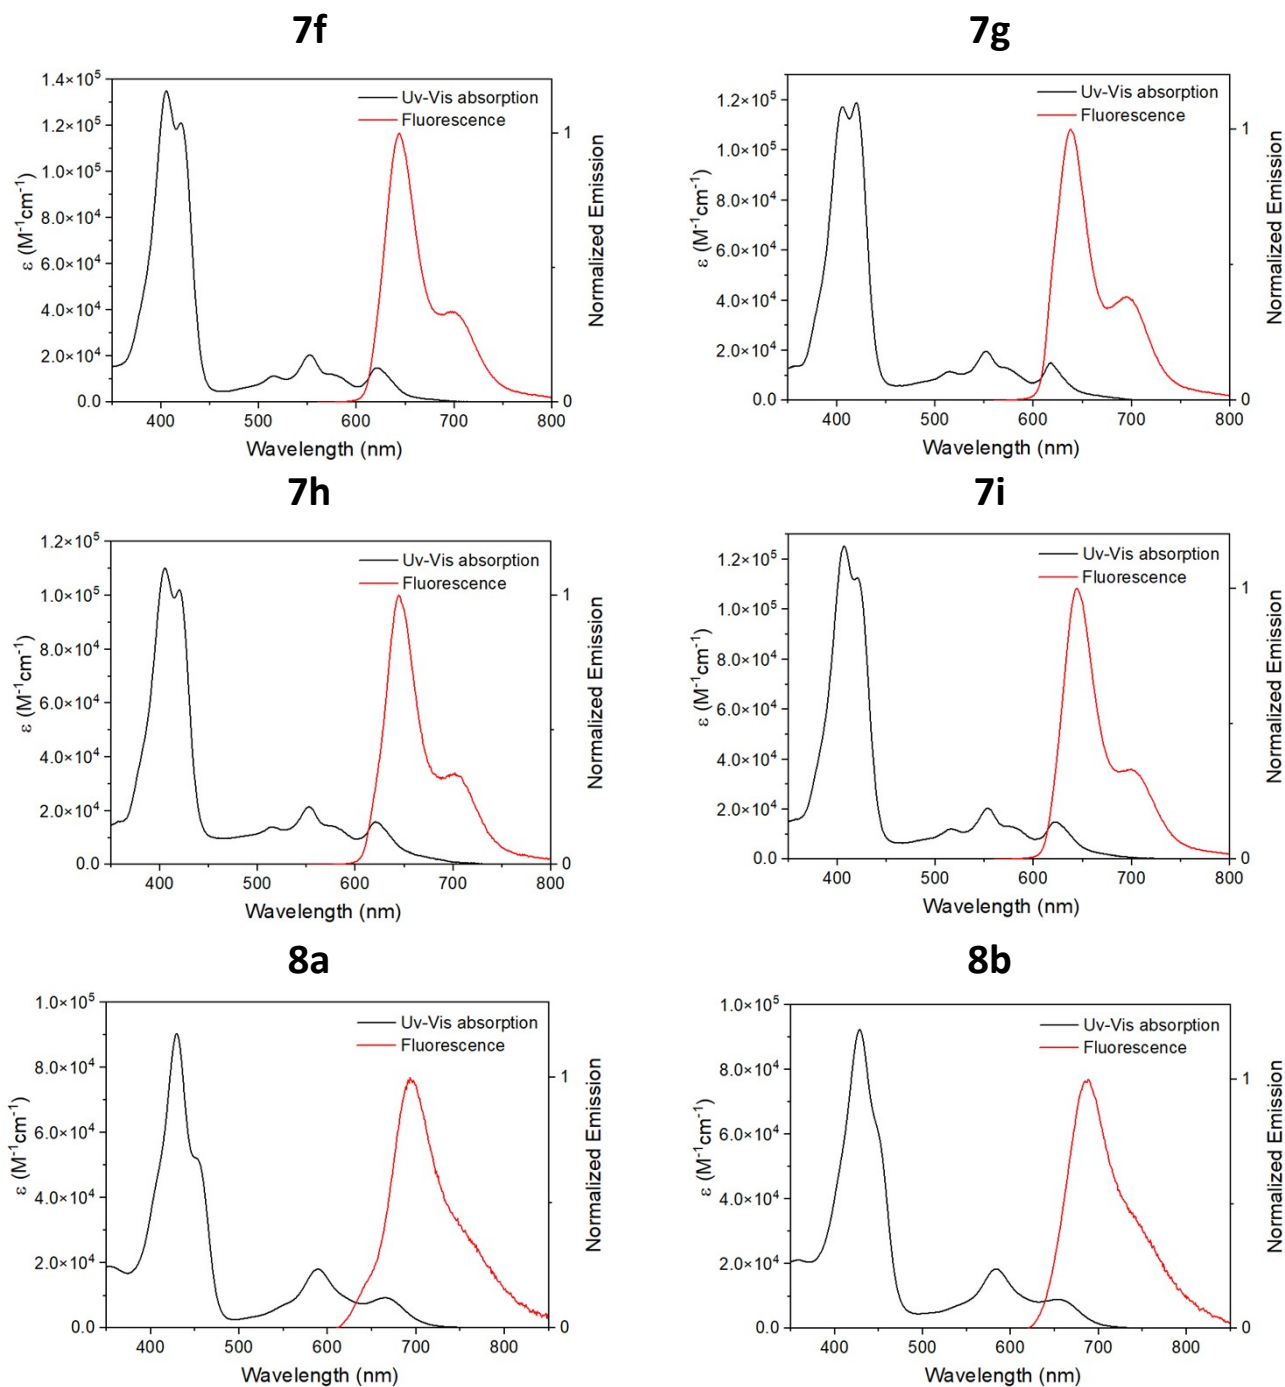 7f
1.4×10⁵
1.2×10⁵
1.0×10⁵
8.0×10⁴
6.0×10⁴
4.0×10⁴
2.0×10⁴
0.0
ε (M⁻¹cm⁻¹)
Uv-Vis absorption
Fluorescence
1
0
Normalized Emission
400 500 600 700 800
Wavelength (nm)
7g
1.2×10⁵
1.0×10⁵
8.0×10⁴
6.0×10⁴
4.0×10⁴
2.0×10⁴
0.0
ε (M⁻¹cm⁻¹)
Uv-Vis absorption
Fluorescence
1
0
Normalized Emission
400 500 600 700 800
Wavelength (nm)
7h
1.2×10⁵
1.0×10⁵
8.0×10⁴
6.0×10⁴
4.0×10⁴
2.0×10⁴
0.0
ε (M⁻¹cm⁻¹)
Uv-Vis absorption
Fluorescence
1
0
Normalized Emission
400 500 600 700 800
Wavelength (nm)
7i
1.2×10⁵
1.0×10⁵
8.0×10⁴
6.0×10⁴
4.0×10⁴
2.0×10⁴
0.0
ε (M⁻¹cm⁻¹)
Uv-Vis absorption
Fluorescence
1
0
Normalized Emission
400 500 600 700 800
Wavelength (nm)
8a
1.0×10⁵
8.0×10⁴
6.0×10⁴
4.0×10⁴
2.0×10⁴
0.0
ε (M⁻¹cm⁻¹)
Uv-Vis absorption
Fluorescence
1
0
Normalized Emission
400 500 600 700 800
Wavelength (nm)
8b
1.0×10⁵
8.0×10⁴
6.0×10⁴
4.0×10⁴
2.0×10⁴
0.0
ε (M⁻¹cm⁻¹)
Uv-Vis absorption
Fluorescence
1
0
Normalized Emission
400 500 600 700 800
Wavelength (nm)